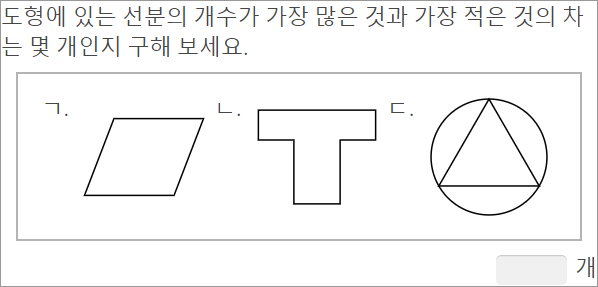 도형에 있는 선분의 개수가 가장 많은 것과 가장 적은 것의 차
는 몇 개인지 구해 보세요.
ㄱ. ㄴ. ㄷ.
개